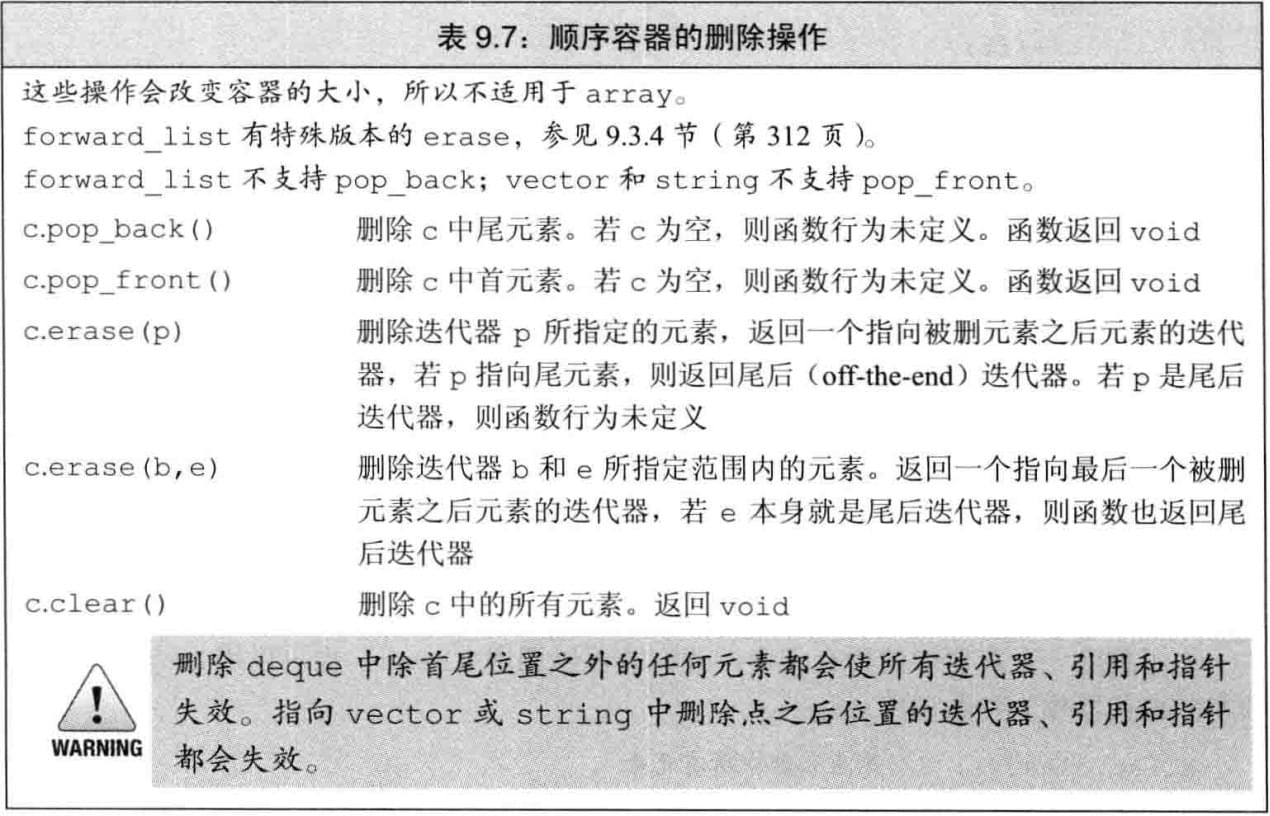 表 9.7：顺序容器的删除操作
这些操作会改变容器的大小，所以不适用于 array。
forward_list 有特殊版本的 erase，参见 9.3.4 节（第 312 页）。
forward_list 不支持 pop_back；vector 和 string 不支持 pop_front。
c.pop_back() 删除 c 中尾元素。若 c 为空，则函数行为未定义。函数返回 void
c.pop_front() 删除 c 中首元素。若 c 为空，则函数行为未定义。函数返回 void
c.erase(p) 删除迭代器 p 所指定的元素，返回一个指向被删元素之后元素的迭代
器，若 p 指向尾元素，则返回尾后（off-the-end）迭代器。若 p 是尾后
迭代器，则函数行为未定义
c.erase(b,e) 删除迭代器 b 和 e 所指定范围内的元素。返回一个指向最后一个被删
元素之后元素的迭代器，若 e 本身就是尾后迭代器，则函数也返回尾
后迭代器
c.clear() 删除 c 中的所有元素。返回 void
删除 deque 中除首尾位置之外的任何元素都会使所有迭代器、引用和指针
失效。指向 vector 或 string 中删除点之后位置的迭代器、引用和指针
都会失效。
WARNING